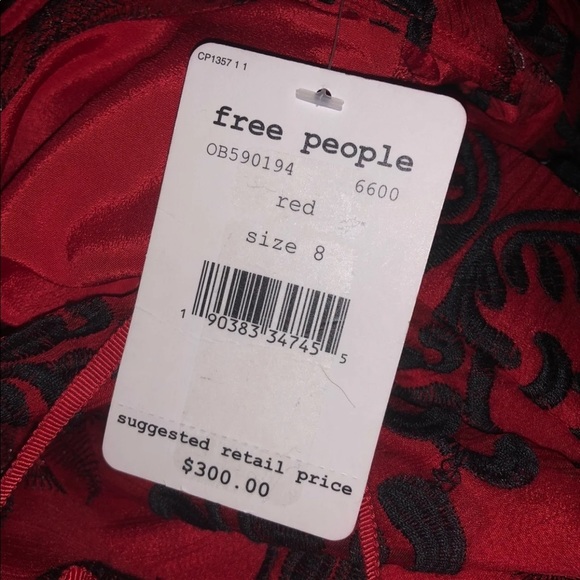 CP1357 1 1
free people
OB590194 6600
red
size 8
1 90383 34745 5
suggested retail price
$300.00